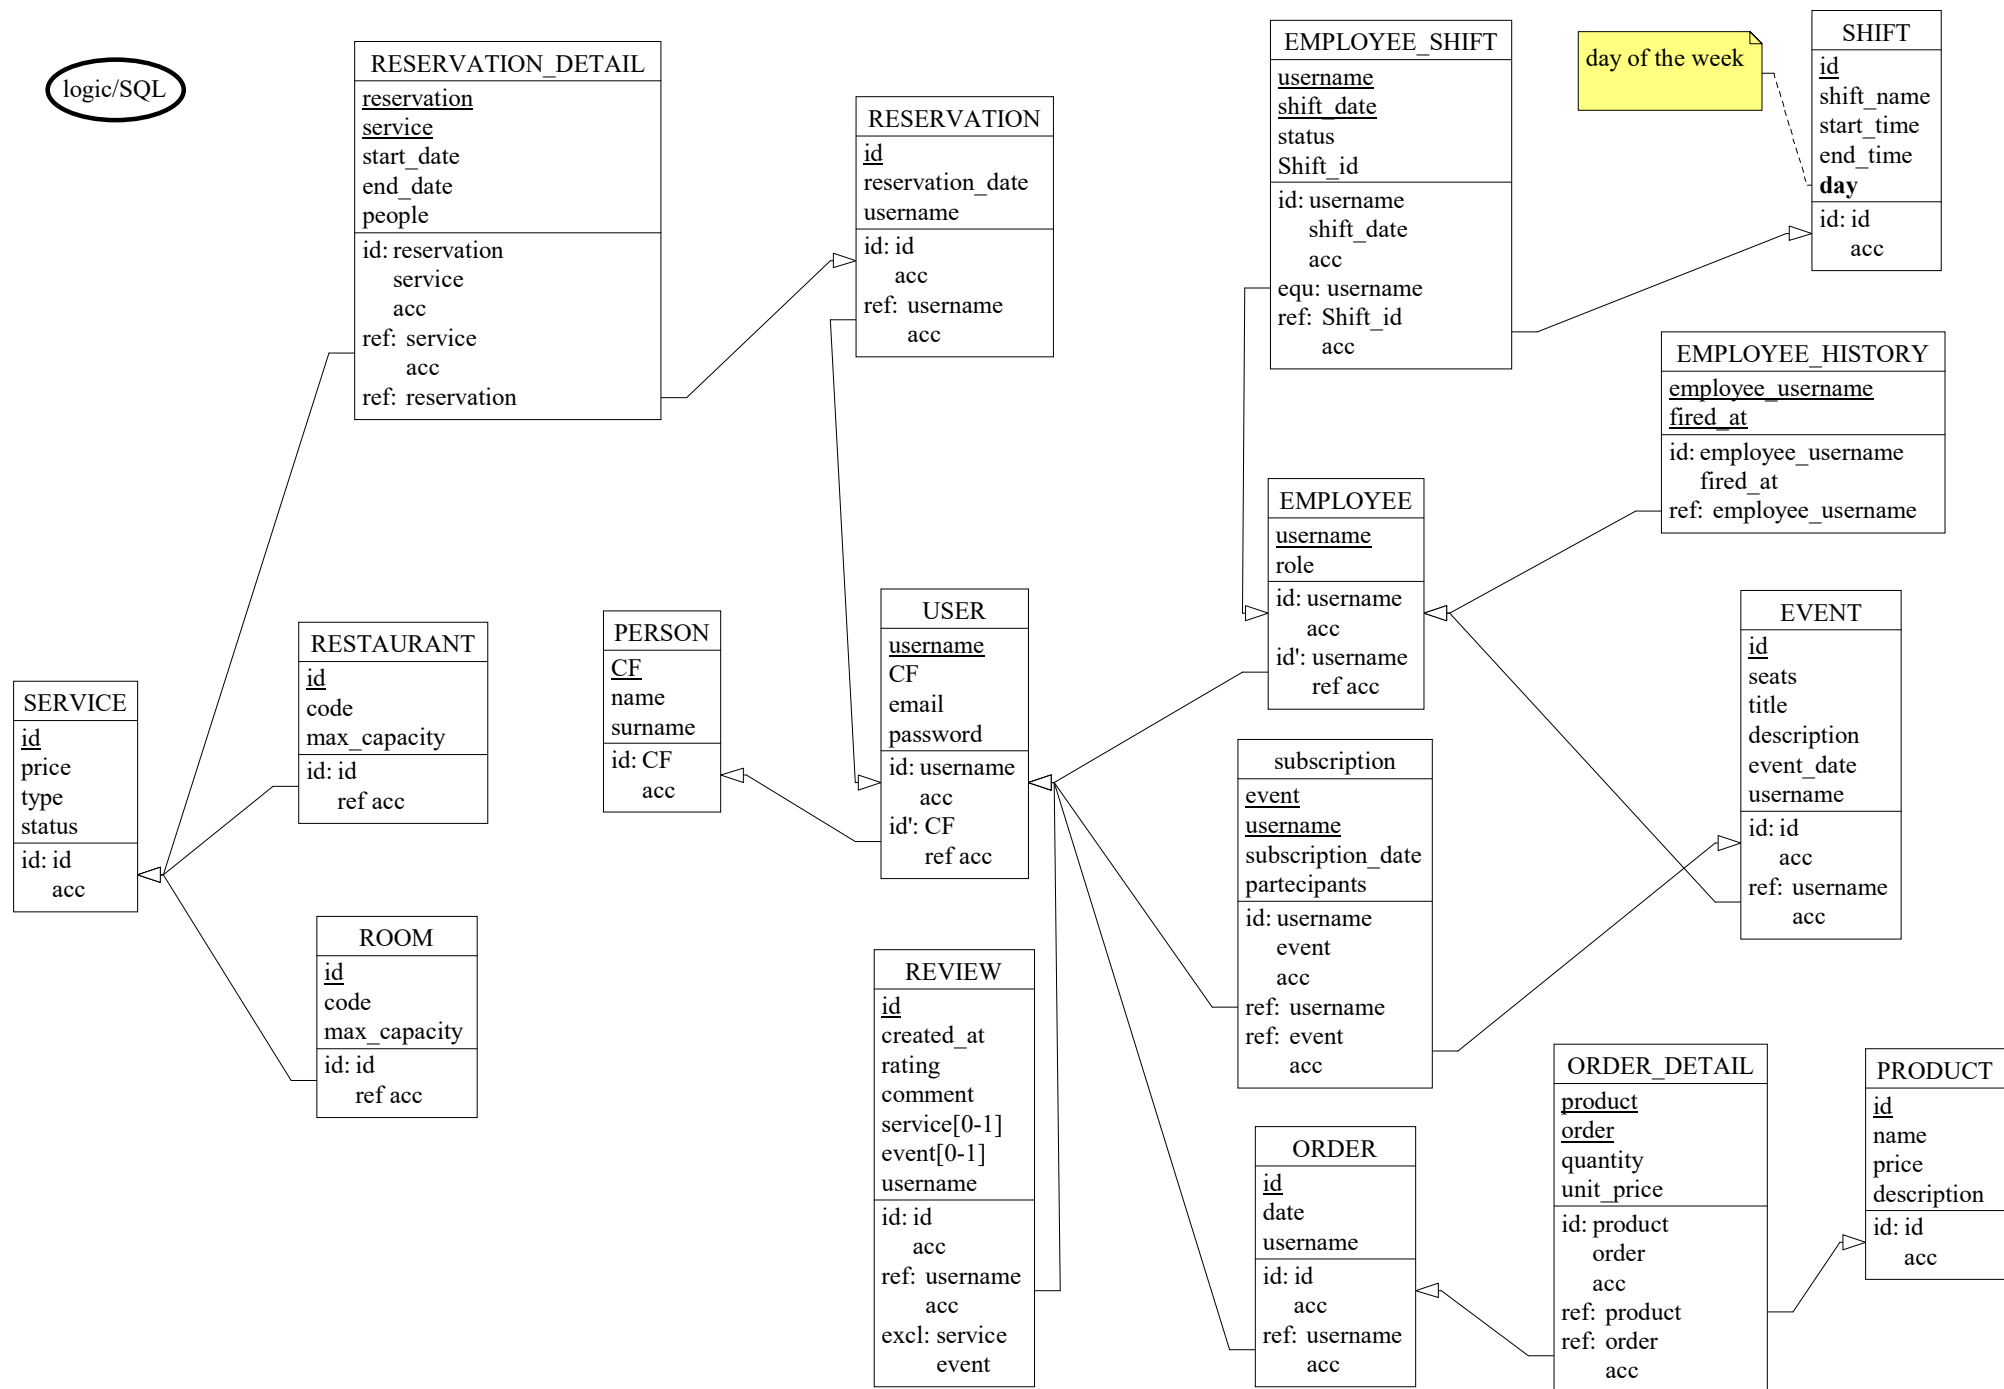 logic/SQL
RESERVATION_DETAIL
reservation
service
start_date
end_date
people
id: reservation
service
acc
ref: service
acc
ref: reservation
RESERVATION
id
reservation_date
username
id: id
acc
ref: username
acc
EMPLOYEE_SHIFT
username
shift_date
status
Shift_id
id: username
shift_date
acc
equ: username
ref: Shift_id
acc
day of the week
SHIFT
id
shift_name
start_time
end_time
day
id: id
acc
EMPLOYEE_HISTORY
employee_username
fired_at
id: employee_username
fired_at
ref: employee_username
EMPLOYEE
username
role
id: username
acc
id': username
ref acc
SERVICE
id
price
type
status
id: id
acc
RESTAURANT
id
code
max_capacity
id: id
ref acc
PERSON
CF
name
surname
id: CF
acc
USER
username
CF
email
password
id: username
acc
id': CF
ref acc
EVENT
id
seats
title
description
event_date
username
id: id
acc
ref: username
acc
subscription
event
username
subscription_date
partecipants
id: username
event
acc
ref: username
ref: event
acc
ROOM
id
code
max_capacity
id: id
ref acc
REVIEW
id
created_at
rating
comment
service[0-1]
event[0-1]
username
id: id
acc
ref: username
acc
excl: service
event
ORDER
id
date
username
id: id
acc
ref: username
acc
ORDER_DETAIL
product
order
quantity
unit_price
id: product
order
acc
ref: product
ref: order
acc
PRODUCT
id
name
price
description
id: id
acc